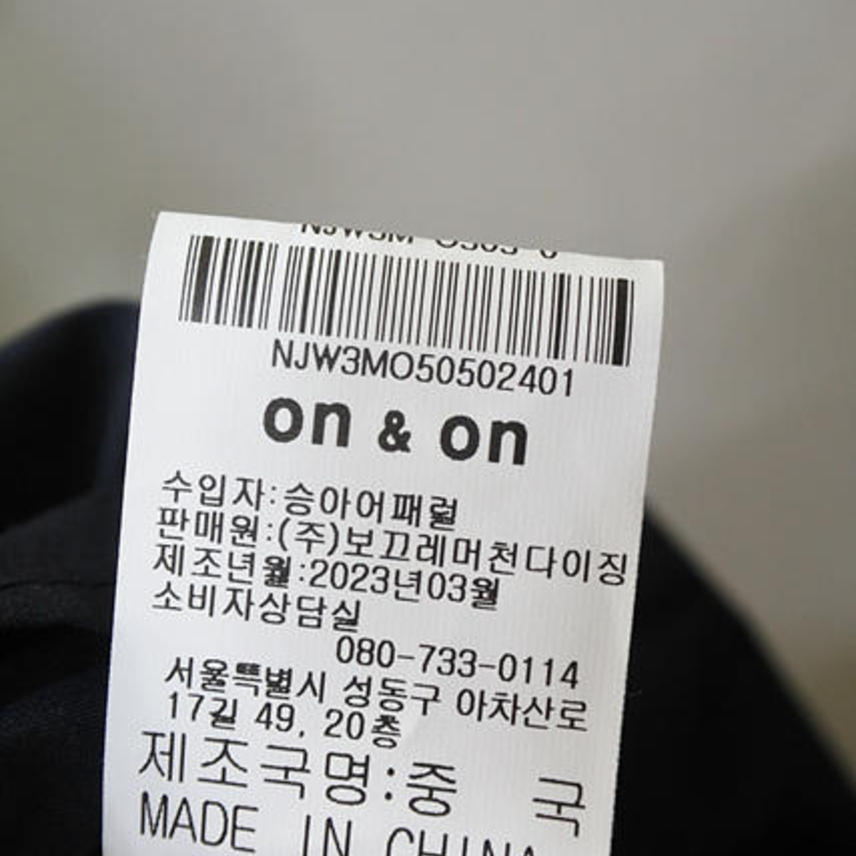 NJW3MO50502401
on & on
수입자:승아어패럴
판매원:(주)보끄레머천다이징
제조년월:2023년03월
소비자상담실
080-733-0114
서울특별시 성동구 아차산로
17길 49, 20층
제조국명:중 국
MADE IN CHINA